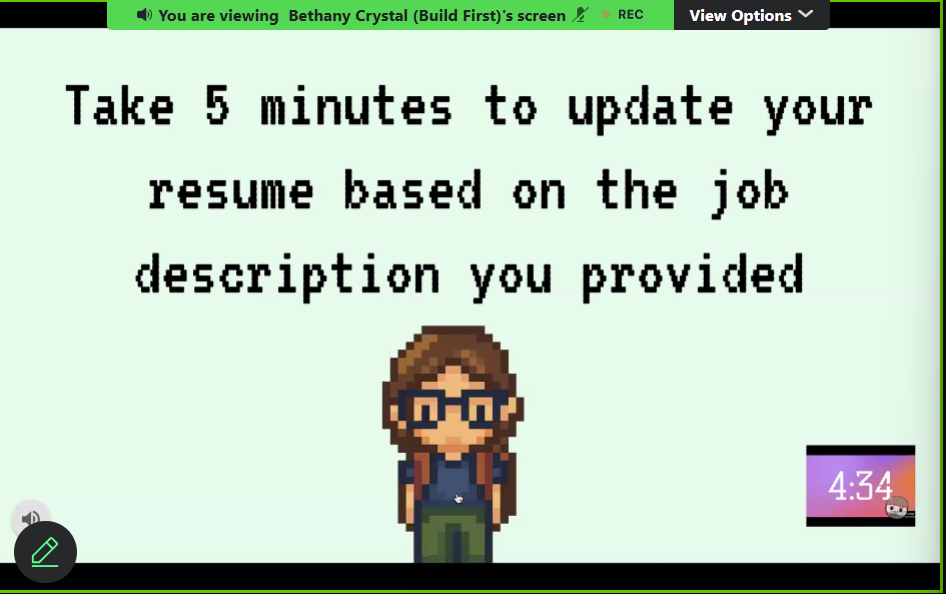 You are viewing Bethany Crystal (Build First)'s screen
REC
View Options
Take 5 minutes to update your
resume based on the job
description you provided
4:34